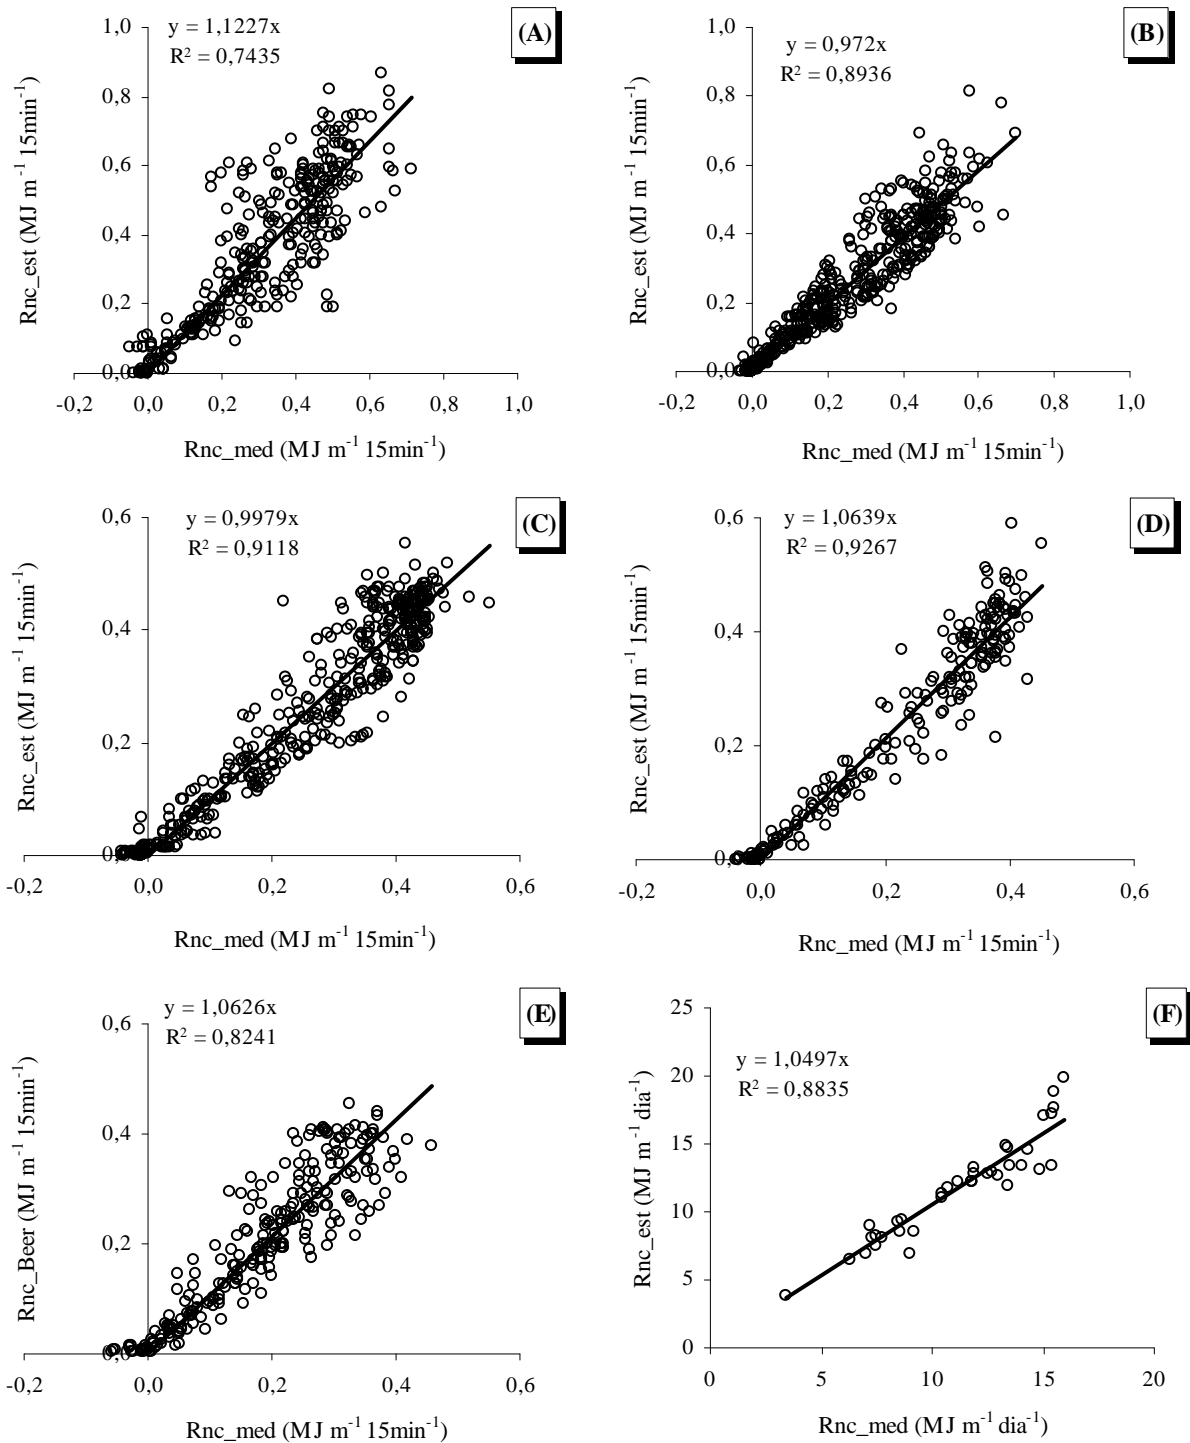 (A)
y = 1,1227x
R² = 0,7435
Rnc_est (MJ m⁻¹ 15min⁻¹)
1,0
0,8
0,6
0,4
0,2
0,0
-0,2 0,0 0,2 0,4 0,6 0,8 1,0
Rnc_med (MJ m⁻¹ 15min⁻¹)
(B)
y = 0,972x
R² = 0,8936
Rnc_est (MJ m⁻¹ 15min⁻¹)
1,0
0,8
0,6
0,4
0,2
0,0
-0,2 0,0 0,2 0,4 0,6 0,8 1,0
Rnc_med (MJ m⁻¹ 15min⁻¹)
(C)
y = 0,9979x
R² = 0,9118
Rnc_est (MJ m⁻¹ 15min⁻¹)
0,6
0,4
0,2
0,0
-0,2 0,0 0,2 0,4 0,6
Rnc_med (MJ m⁻¹ 15min⁻¹)
(D)
y = 1,0639x
R² = 0,9267
Rnc_est (MJ m⁻¹ 15min⁻¹)
0,6
0,4
0,2
0,0
-0,2 0,0 0,2 0,4 0,6
Rnc_med (MJ m⁻¹ 15min⁻¹)
(E)
y = 1,0626x
R² = 0,8241
Rnc_Beer (MJ m⁻¹ 15min⁻¹)
0,6
0,4
0,2
0,0
-0,2 0,0 0,2 0,4 0,6
Rnc_med (MJ m⁻¹ 15min⁻¹)
(F)
y = 1,0497x
R² = 0,8835
Rnc_est (MJ m⁻¹ dia⁻¹)
25
20
15
10
5
0
0 5 10 15 20
Rnc_med (MJ m⁻¹ dia⁻¹)